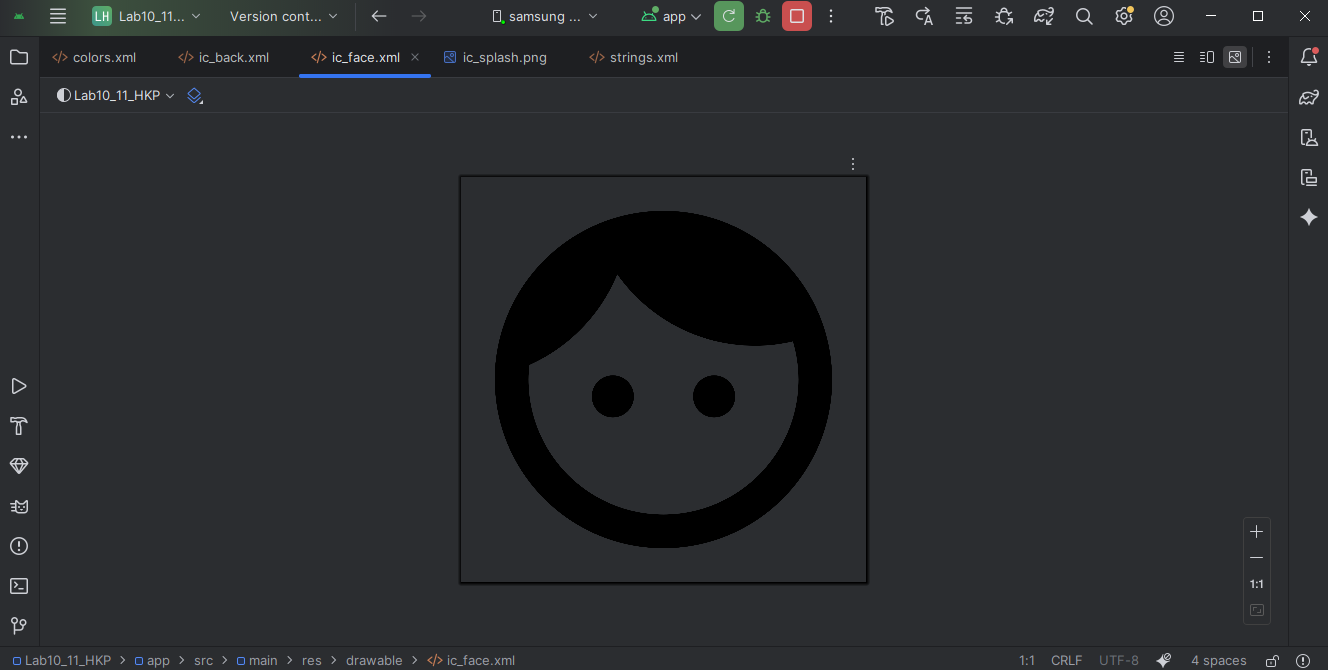 LH Lab10_11... Version cont... samsung ... app
colors.xml ic_back.xml ic_face.xml ic_splash.png strings.xml
Lab10_11_HKP
1:1
Lab10_11_HKP app src main res drawable ic_face.xml 1:1 CRLF UTF-8 4 spaces